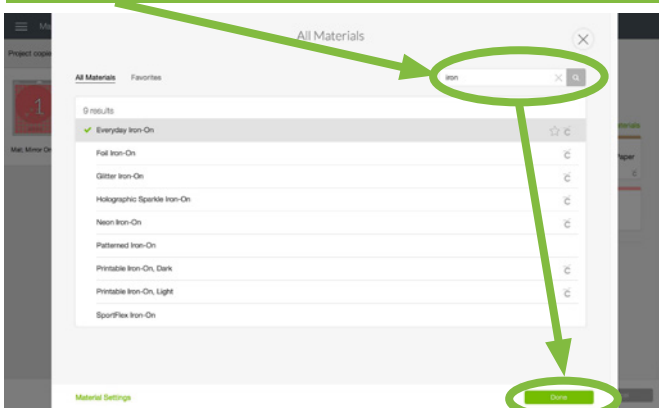 All Materials
Project copie
All Materials Favorites
iron
9 results
Everyday Iron-On
Foil Iron-On
Glitter Iron-On
Holographic Sparkle Iron-On
Neon Iron-On
Patterned Iron-On
Printable Iron-On, Dark
Printable Iron-On, Light
SportFlex Iron-On
Mat, Mirror On
1
Paper
Material Settings
Done